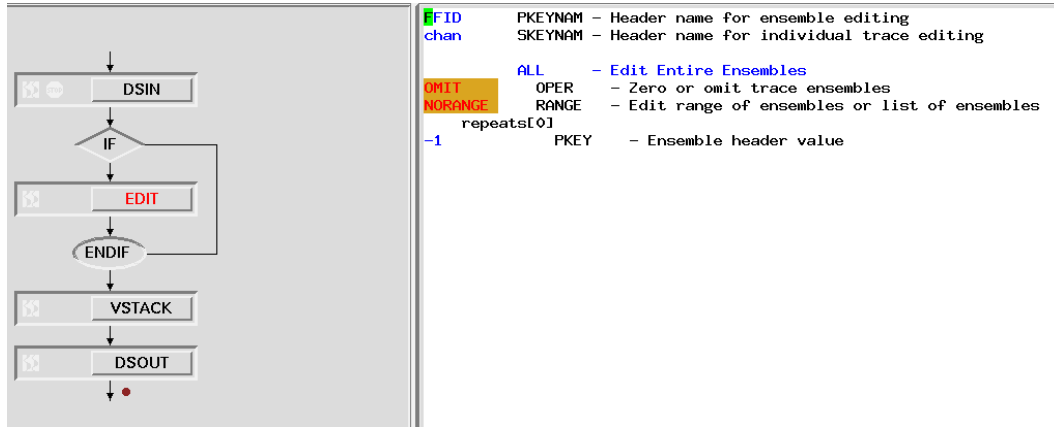 DSIN
IF
EDIT
ENDIF
VSTACK
DSOUT
FFID PKEYNAM - Header name for ensemble editing
chan SKEYNAM - Header name for individual trace editing
ALL - Edit Entire Ensembles
OMIT OPER - Zero or omit trace ensembles
NORANGE RANGE - Edit range of ensembles or list of ensembles
repeats[0]
-1 PKEY - Ensemble header value